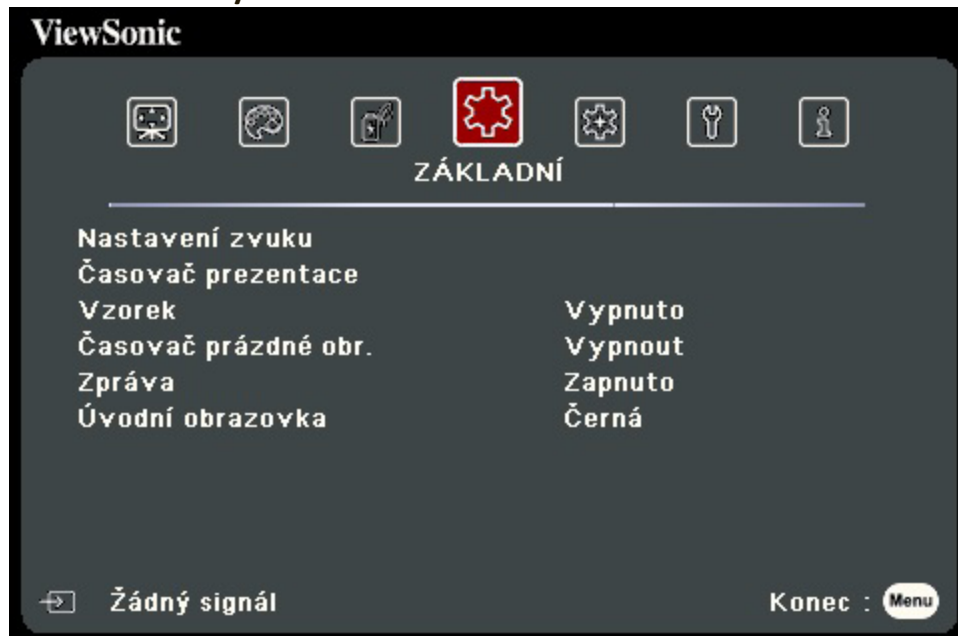 ViewSonic
ZÁKLADNÍ
Nastavení zvuku
Časovač prezentace
Vzorek Vypnuto
Časovač prázdné obr. Vypnout
Zpráva Zapnuto
Úvodní obrazovka Černá
Žádný signál Konec : Menu